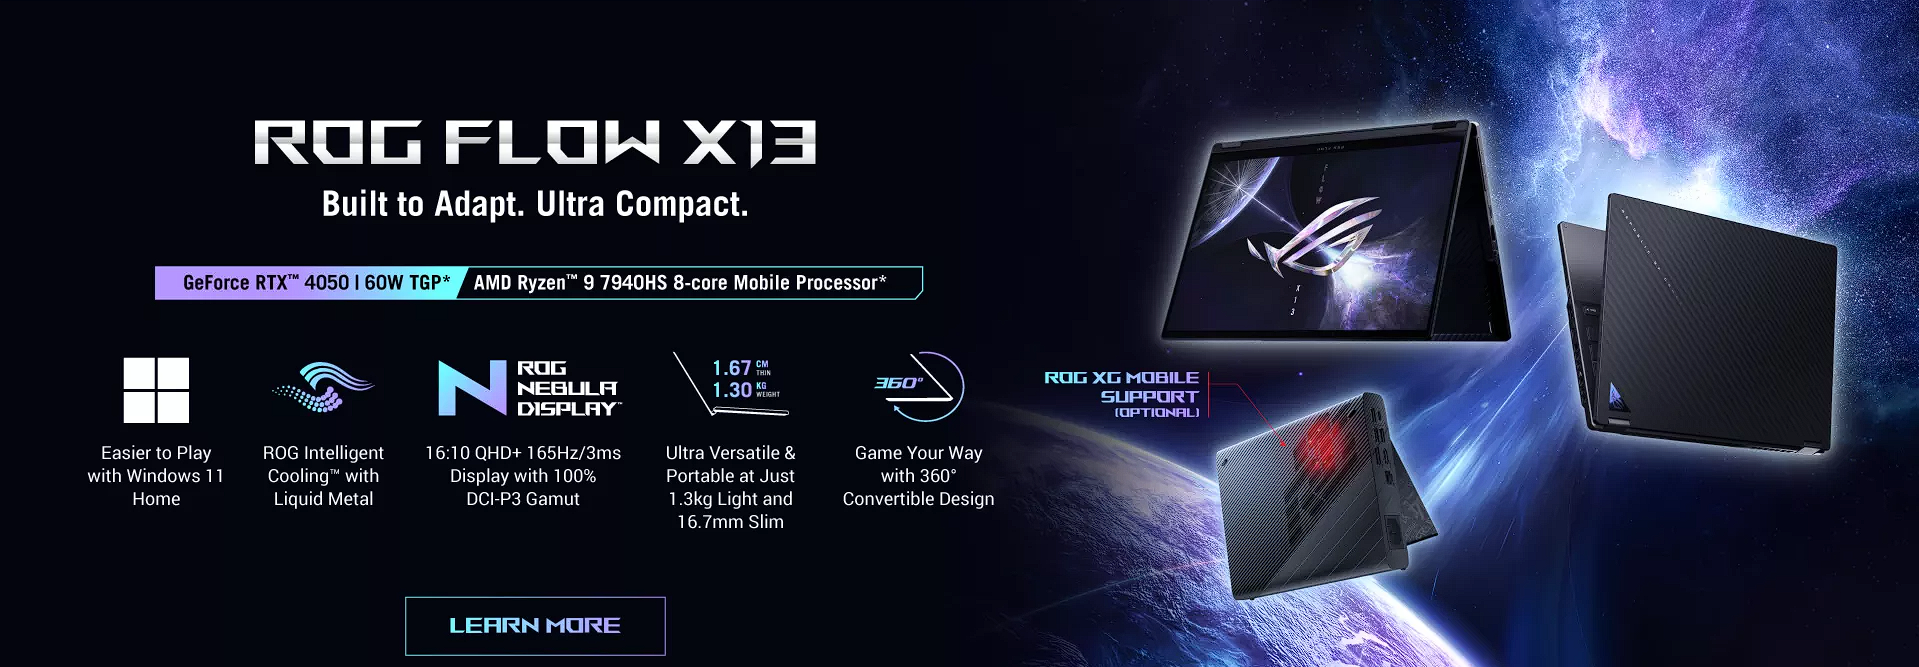 ROG FLOW X13
Built to Adapt. Ultra Compact.
GeForce RTX™ 4050 | 60W TGP* AMD Ryzen™ 9 7940HS 8-core Mobile Processor*
Easier to Play
with Windows 11
Home
ROG Intelligent
Cooling™ with
Liquid Metal
ROG
NEBULA
DISPLAY™
16:10 QHD+ 165Hz/3ms
Display with 100%
DCI-P3 Gamut
1.67 CM THIN
1.30 KG WEIGHT
Ultra Versatile &
Portable at Just
1.3kg Light and
16.7mm Slim
360°
Game Your Way
with 360°
Convertible Design
LEARN MORE
FLOW
X13
ROG XG MOBILE
SUPPORT
(OPTIONAL)